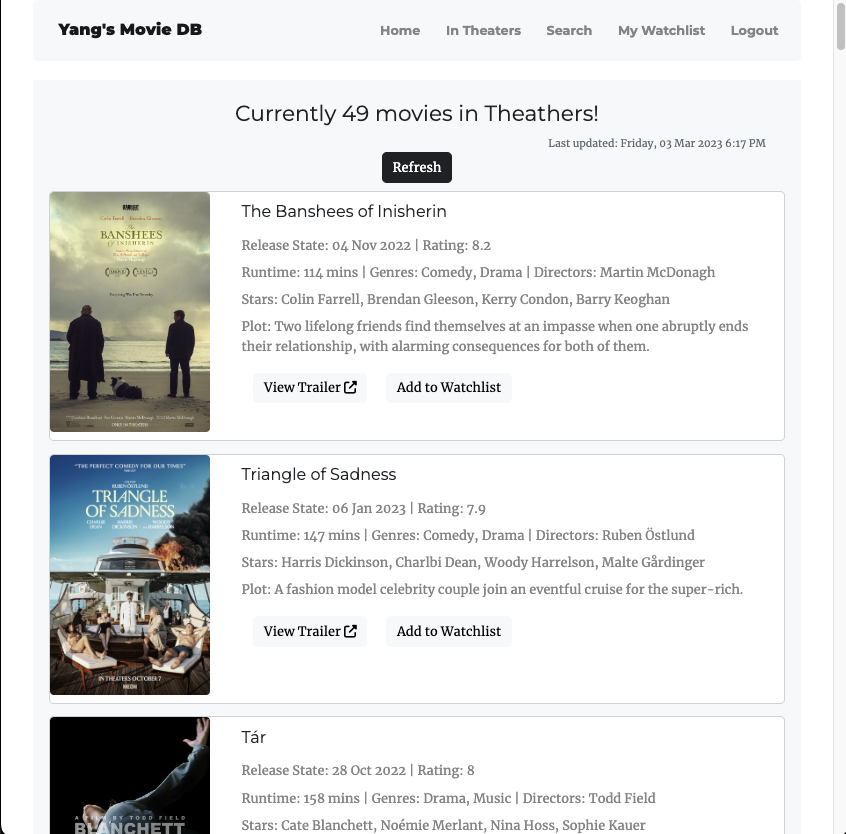 Yang's Movie DB
Home
In Theaters
Search
My Watchlist
Logout
Currently 49 movies in Theathers!
Last updated: Friday, 03 Mar 2023 6:17 PM
Refresh
THE BANSHEES
OF INISHERIN
The Banshees of Inisherin
Release State: 04 Nov 2022 | Rating: 8.2
Runtime: 114 mins | Genres: Comedy, Drama | Directors: Martin McDonagh
Stars: Colin Farrell, Brendan Gleeson, Kerry Condon, Barry Keoghan
Plot: Two lifelong friends find themselves at an impasse when one abruptly ends
their relationship, with alarming consequences for both of them.
View Trailer
Add to Watchlist
"THE PERFECT COMEDY FOR OUR TIMES"
RUBEN ÖSTLUND
TRIANGLE
OF SADNESS
CHARLBI DEAN
HARRIS DICKINSON
WOODY HARRELSON
IN THEATERS OCTOBER 7
Triangle of Sadness
Release State: 06 Jan 2023 | Rating: 7.9
Runtime: 147 mins | Genres: Comedy, Drama | Directors: Ruben Östlund
Stars: Harris Dickinson, Charlbi Dean, Woody Harrelson, Malte Gårdinger
Plot: A fashion model celebrity couple join an eventful cruise for the super-rich.
View Trailer
Add to Watchlist
A FILM BY TODD FIELD
BLANCHETT
Tár
Release State: 28 Oct 2022 | Rating: 8
Runtime: 158 mins | Genres: Drama, Music | Directors: Todd Field
Stars: Cate Blanchett, Noémie Merlant, Nina Hoss, Sophie Kauer